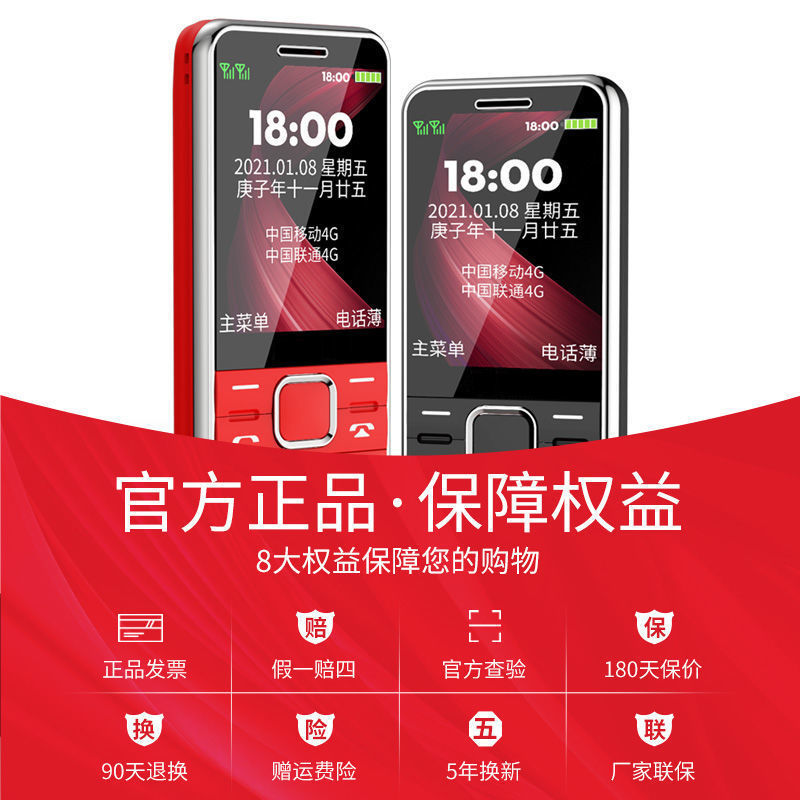 18:00
18:00
2021.01.08 星期五
庚子年十一月廿五
中国移动4G
中国联通4G
主菜单 电话薄
18:00
18:00
2021.01.08 星期五
庚子年十一月廿五
中国移动4G
中国联通4G
主菜单 电话薄
官方正品·保障权益
8大权益保障您的购物
赔 保
正品发票 假一赔四 官方查验 180天保价
换 险 五 联
90天退换 赠运费险 5年换新 厂家联保